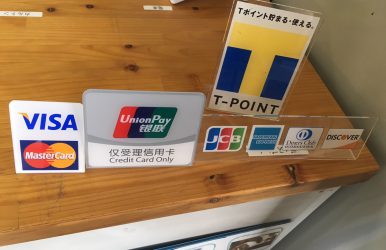 Tポイント貯まる・使える。
T-POINT
VISA
MasterCard
UnionPay
银联
仅受理信用卡
Credit Card Only
JCB
AMERICAN EXPRESS
Diners Club
INTERNATIONAL
DISCOVER